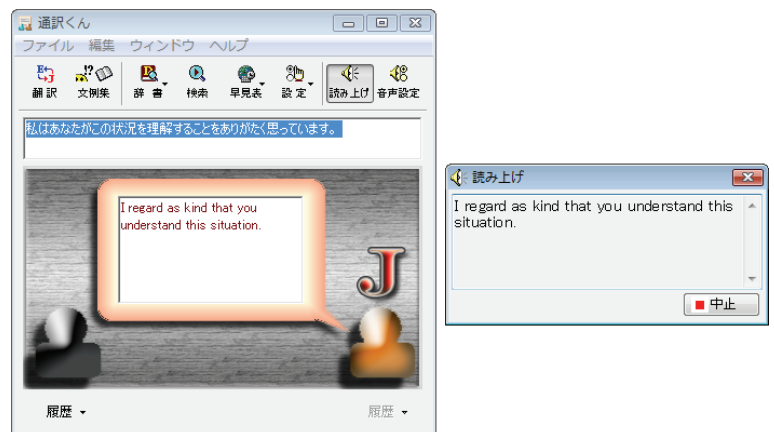 通訳くん
ファイル 編集 ウィンドウ ヘルプ
翻訳 文例集 辞書 検索 早見表 設定 読み上げ 音声設定
私はあなたがこの状況を理解することをありがたく思っています。
I regard as kind that you
understand this situation.
J
履歴 履歴
読み上げ
I regard as kind that you understand this
situation.
中止